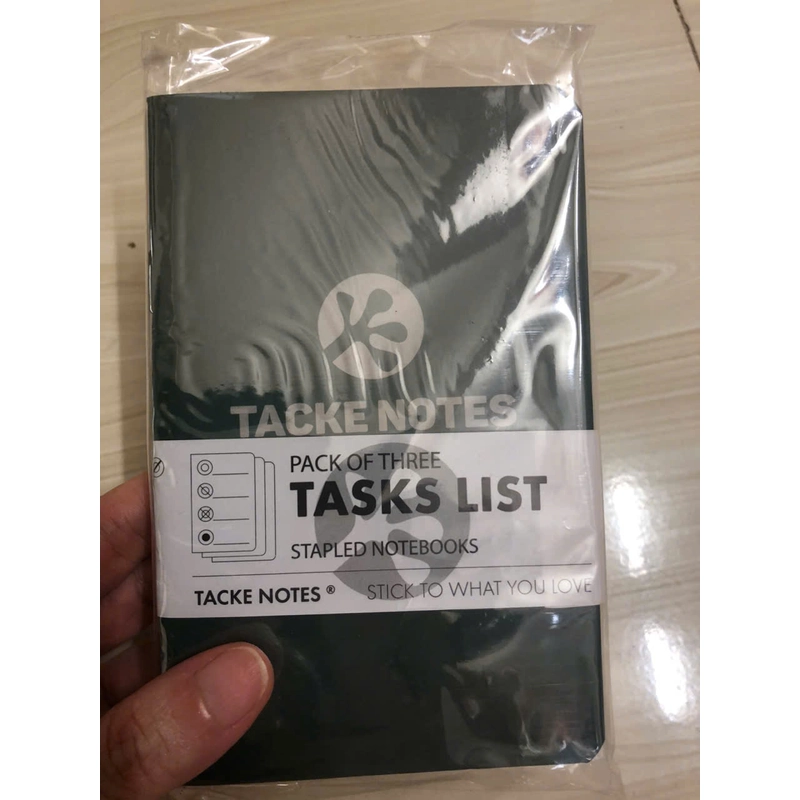 TACKE NOTES
PACK OF THREE
TASKS LIST
STAPLED NOTEBOOKS
TACKE NOTES ® STICK TO WHAT YOU LOVE